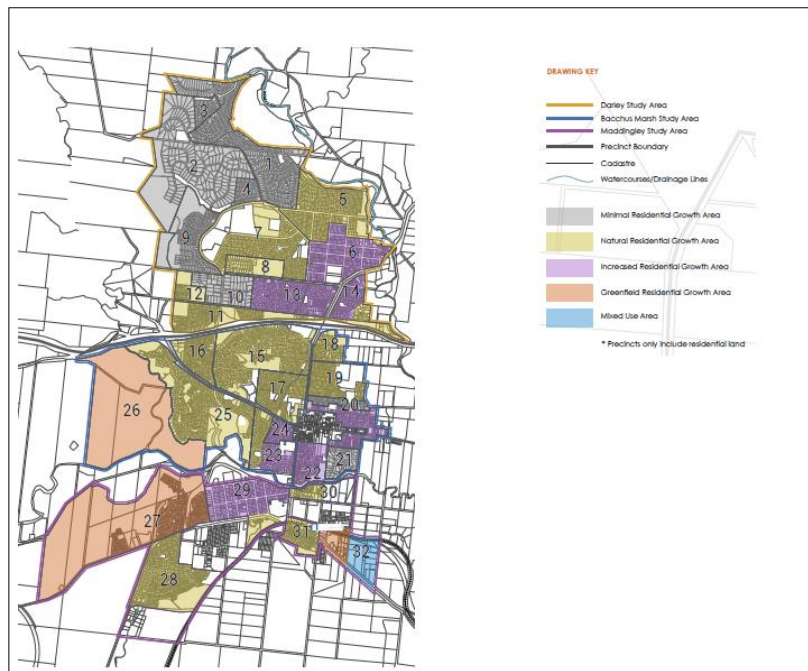 DRAWING KEY
Darley Study Area
Bacchus Marsh Study Area
Maddingley Study Area
Precinct Boundary
Cadastre
Watercourses/Drainage Lines
Minimal Residential Growth Area
Natural Residential Growth Area
Increased Residential Growth Area
Greenfield Residential Growth Area
Mixed Use Area
* Precincts only include residential land
3
1
2
4
5
9
7
6
8
12
10
13
14
11
16
15
18
17
19
26
25
20
24
23
22
21
29
30
27
31
32
28